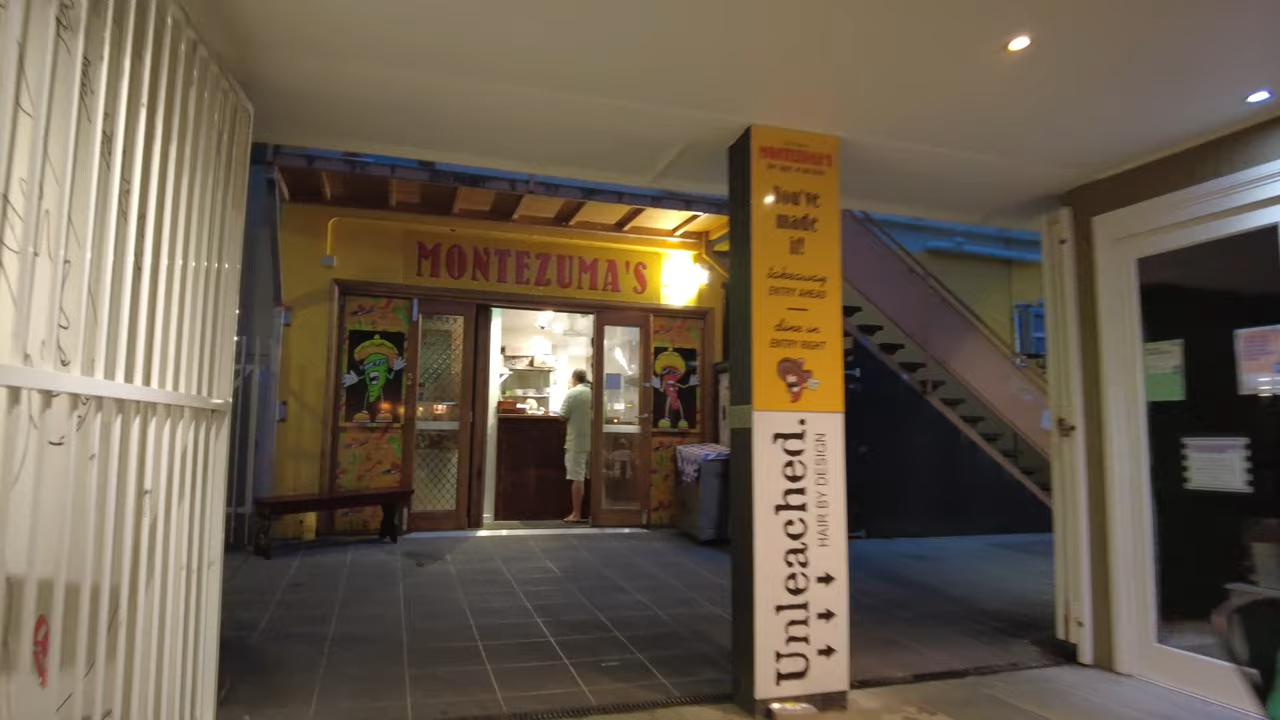 MONTEZUMA'S
MONTEZUMA'S
You've
made
it!
takeaway
ENTRY AHEAD
dine in
ENTRY RIGHT
Unleached.
HAIR BY DESIGN